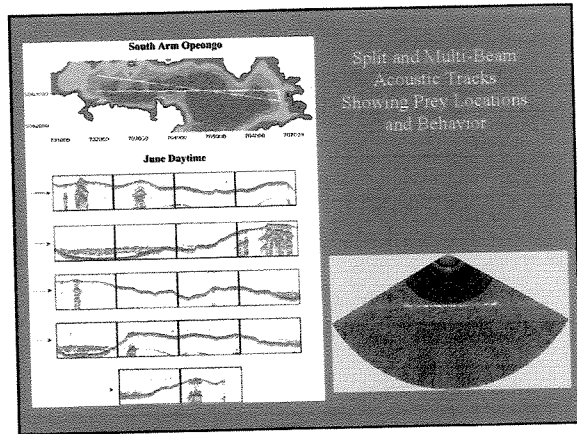 South Arm Opeongo
June Daytime
Split and Multi-Beam
Acoustic Tracks
Showing Prey Locations
and Behavior